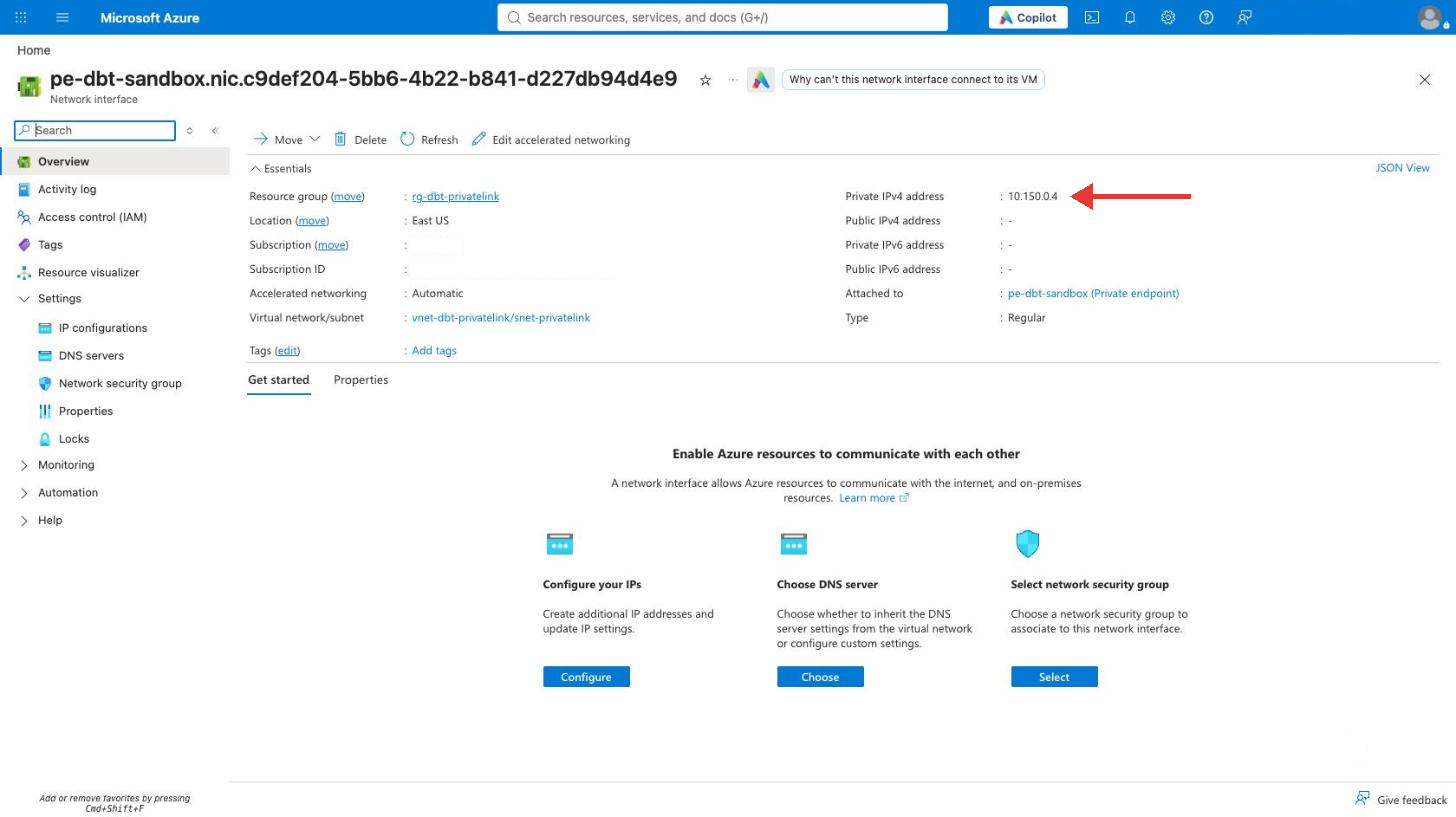 Microsoft Azure
Search resources, services, and docs (G+/)
Copilot
Home
pe-dbt-sandbox.nic.c9def204-5bb6-4b22-b841-d227db94d4e9
Network interface
Why can't this network interface connect to its VM
Search
Overview
Activity log
Access control (IAM)
Tags
Resource visualizer
Settings
IP configurations
DNS servers
Network security group
Properties
Locks
Monitoring
Automation
Help
Add or remove favorites by pressing
Cmd+Shift+F
Move
Delete
Refresh
Edit accelerated networking
Essentials
JSON View
Resource group (move) : rg-dbt-privatelink
Location (move) : East US
Subscription (move) :
Subscription ID :
Accelerated networking : Automatic
Virtual network/subnet : vnet-dbt-privatelink/snet-privatelink
Private IPv4 address : 10.150.0.4
Public IPv4 address : -
Private IPv6 address : -
Public IPv6 address : -
Attached to : pe-dbt-sandbox (Private endpoint)
Type : Regular
Tags (edit) : Add tags
Get started
Properties
Enable Azure resources to communicate with each other
A network interface allows Azure resources to communicate with the internet, and on-premises
resources. Learn more
Configure your IPs
Create additional IP addresses and
update IP settings.
Configure
Choose DNS server
Choose whether to inherit the DNS
server settings from the virtual network
or configure custom settings.
Choose
Select network security group
Choose a network security group to
associate to this network interface.
Select
Give feedback